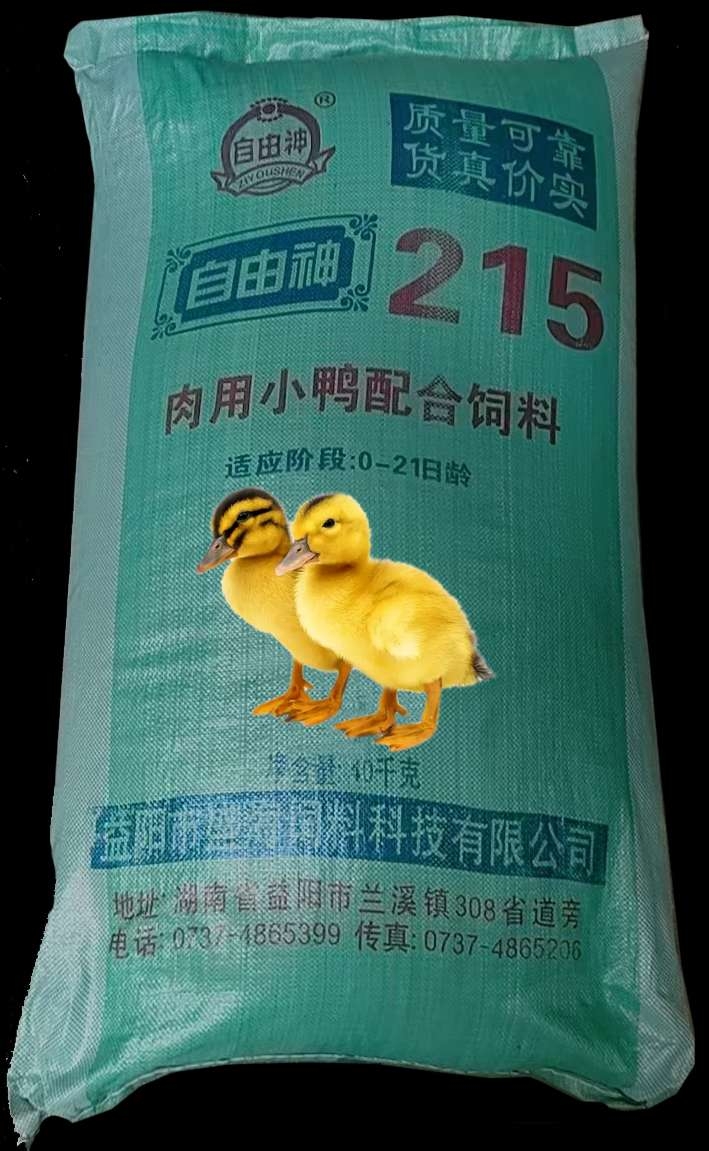 ®
自由神
ZIYOUSHEN
质量可靠
货真价实
自由神
215
肉用小鸭配合饲料
适应阶段:0-21日龄
净含量:40千克
益阳市 饲料科技有限公司
地址:湖南省益阳市兰溪镇308省道旁
电话:0737-4865399 传真:0737-4865206